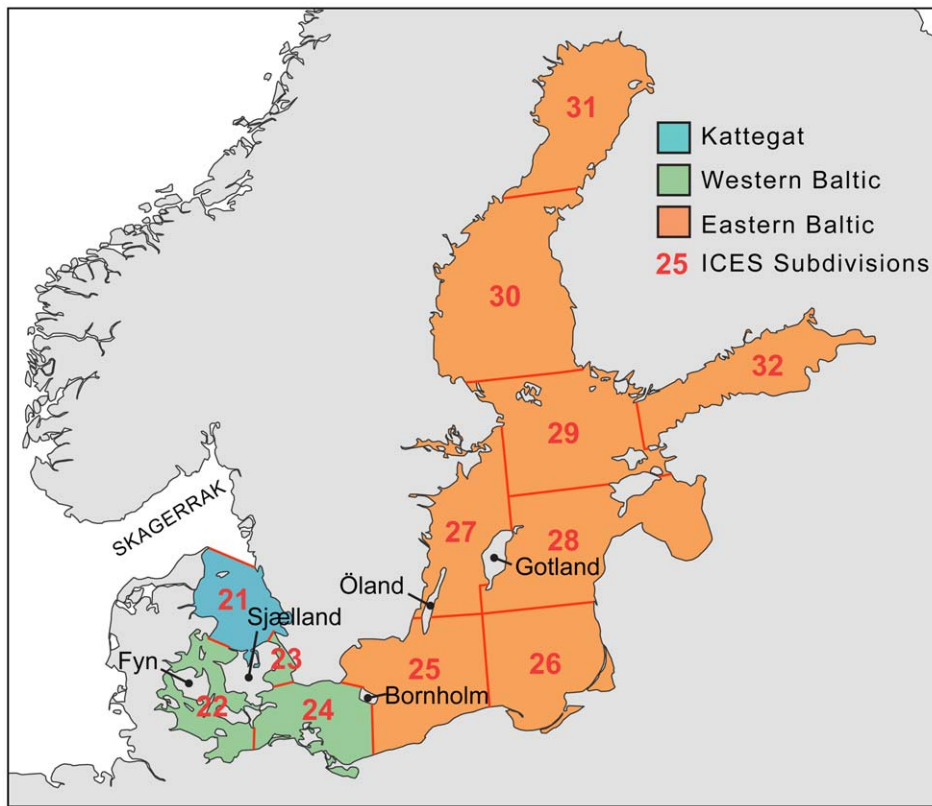 31
Kattegat
Western Baltic
Eastern Baltic
25 ICES Subdivisions
30
32
29
SKAGERRAK
27
28
Gotland
Öland
21
Sjælland
Fyn
23
25
26
22
24
Bornholm